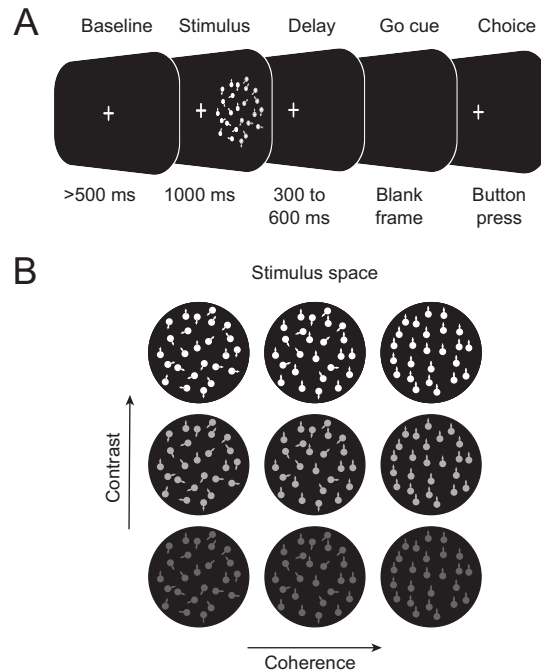 A
Baseline Stimulus Delay Go cue Choice
>500 ms 1000 ms 300 to Blank Button
600 ms frame press
B
Stimulus space
Contrast
Coherence